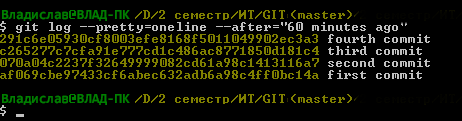 Владислав@ВЛАД-ПК /D/2 семестр/ИТ/GIT (master)
$ git log --pretty=oneline --after="60 minutes ago"
291c6e05930cf8003efe8168f5011049902ec3a3 fourth commit
c265277c7cfa91e777cd1c486ac8771850d181c4 third commit
070a04c2237f32649999082cd61a98c1413116a7 second commit
af069cbe97433cf6abec632adb6a98c4ff0bc14a first commit
Владислав@ВЛАД-ПК /D/2 семестр/ИТ/GIT (master)
$